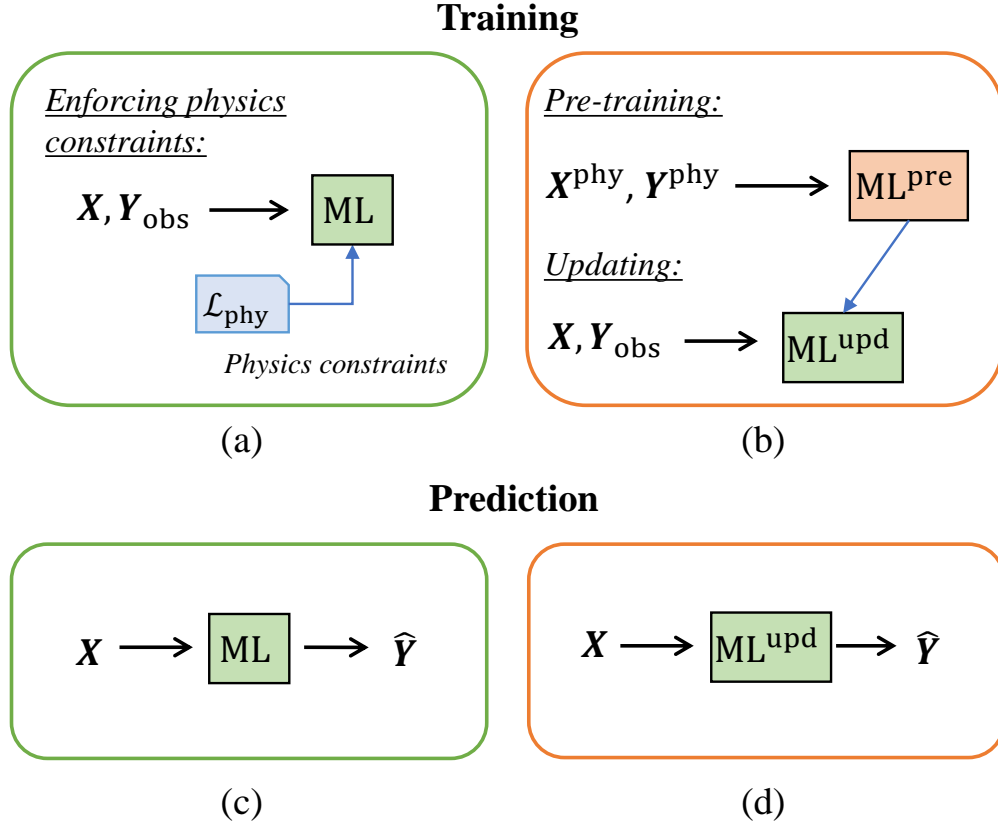 Training
Enforcing physics
constraints:
X, Y_obs
ML
ℒ_phy
Physics constraints
(a)
Pre-training:
X^phy, Y^phy
ML^pre
Updating:
X, Y_obs
ML^upd
(b)
Prediction
X
ML
Ŷ
(c)
X
ML^upd
Ŷ
(d)